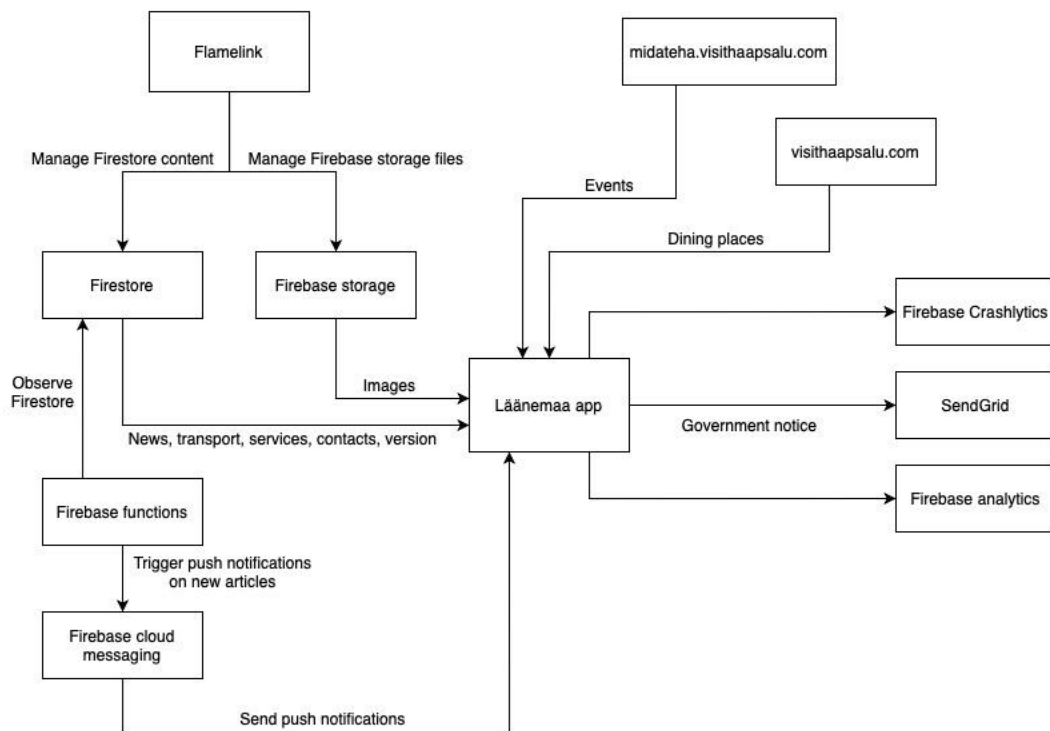 Flamelink
midateha.visithaapsalu.com
visithaapsalu.com
Manage Firestore content
Manage Firebase storage files
Events
Dining places
Firestore
Firebase storage
Firebase Crashlytics
Observe
Firestore
Images
Läänemaa app
SendGrid
Government notice
News, transport, services, contacts, version
Firebase functions
Firebase analytics
Trigger push notifications
on new articles
Firebase cloud
messaging
Send push notifications